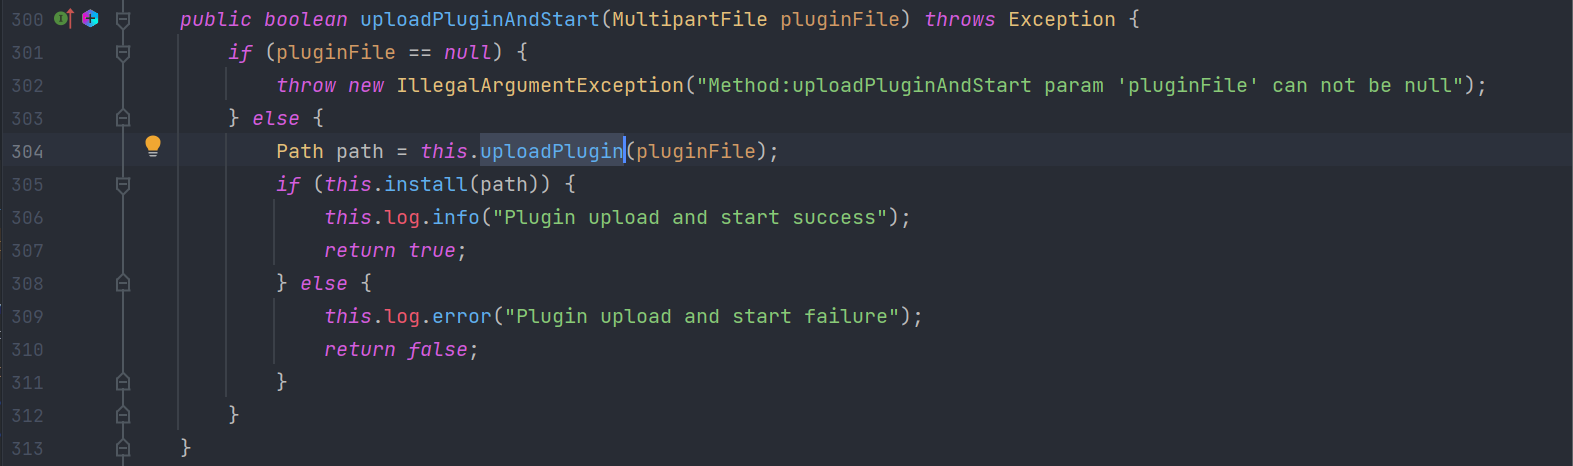 300 public boolean uploadPluginAndStart(MultipartFile pluginFile) throws Exception {
301 if (pluginFile == null) {
302 throw new IllegalArgumentException("Method:uploadPluginAndStart param 'pluginFile' can not be null");
303 } else {
304 Path path = this.uploadPlugin(pluginFile);
305 if (this.install(path)) {
306 this.log.info("Plugin upload and start success");
307 return true;
308 } else {
309 this.log.error("Plugin upload and start failure");
310 return false;
311 }
312 }
313 }